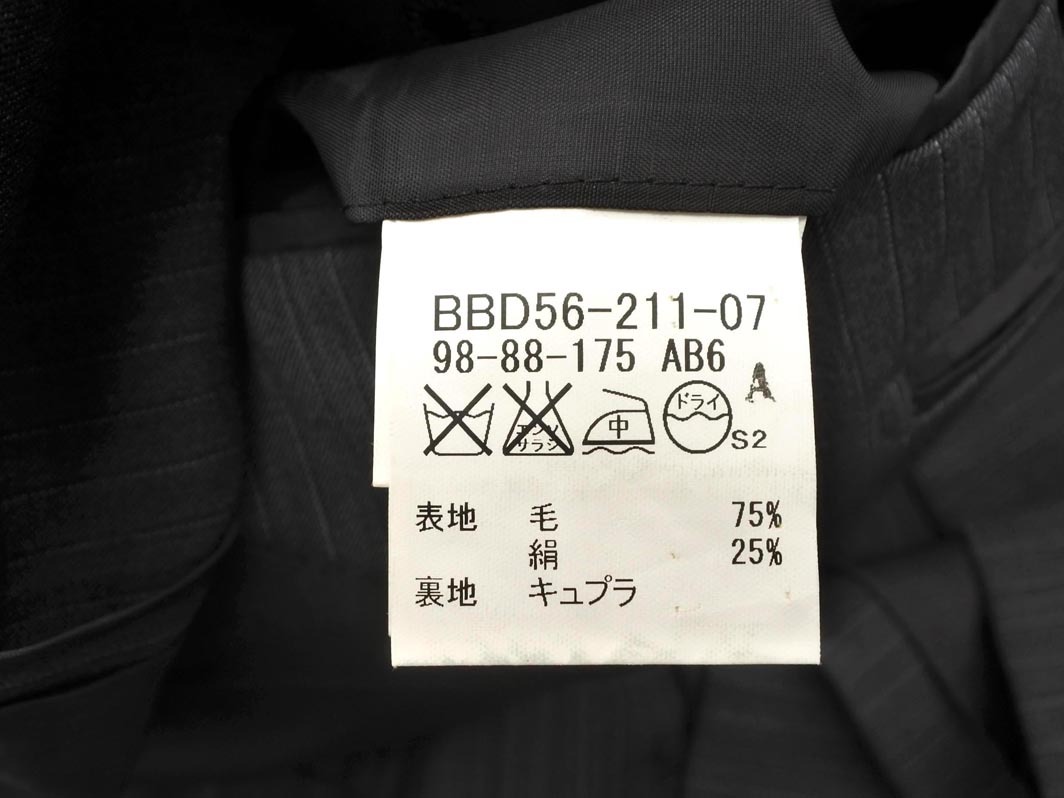 BBD56-211-07
98-88-175 AB6
A
エンソ
サラシ
中
ドライ
S2
表地 毛 75%
絹 25%
裏地 キュプラ